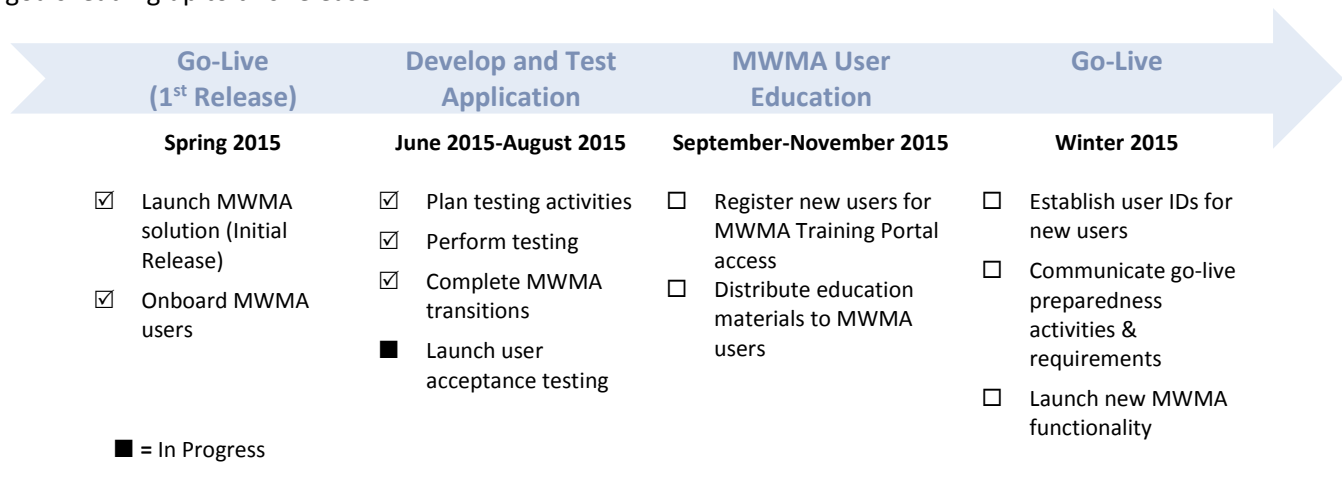 Go-Live
(1st Release)
Spring 2015
☑ Launch MWMA
solution (Initial
Release)
☑ Onboard MWMA
users
Develop and Test
Application
June 2015-August 2015
☑ Plan testing activities
☑ Perform testing
☑ Complete MWMA
transitions
■ Launch user
acceptance testing
MWMA User
Education
September-November 2015
☐ Register new users for
MWMA Training Portal
access
☐ Distribute education
materials to MWMA
users
Go-Live
Winter 2015
☐ Establish user IDs for
new users
☐ Communicate go-live
preparedness
activities &
requirements
☐ Launch new MWMA
functionality
■ = In Progress